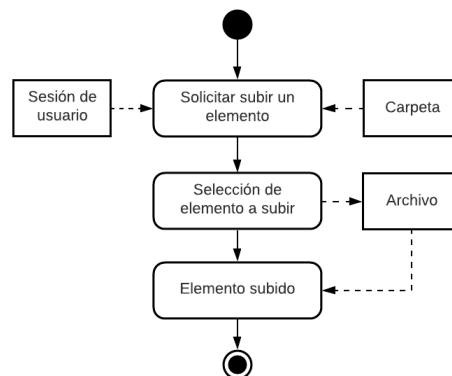 Sesión de
usuario
Solicitar subir un
elemento
Carpeta
Selección de
elemento a subir
Archivo
Elemento subido